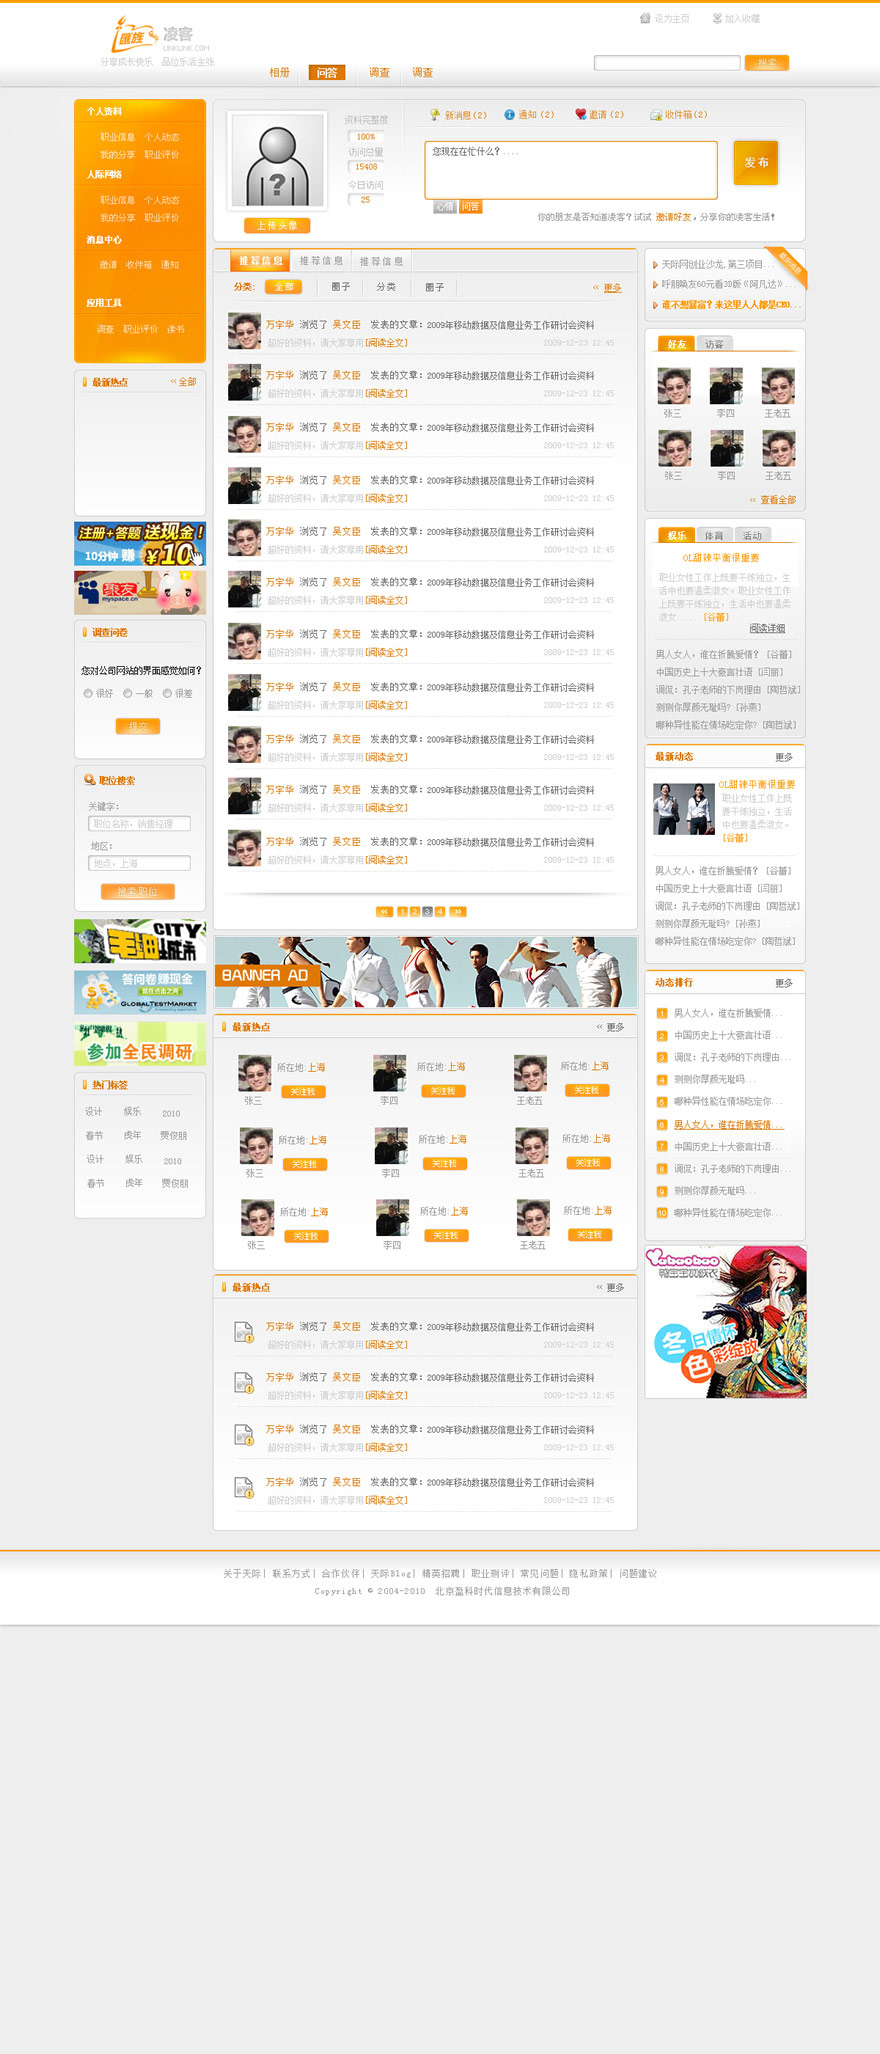 设为主页 加入收藏
匯族 凌客
LINKLINK.COM
分享成长快乐 品位乐活主张
相册 问答 调查 调查
搜索
个人资料
职业信息 个人动态
我的分享 职业评价
人际网络
职业信息 个人动态
我的分享 职业评价
消息中心
邀请 收件箱 通知
应用工具
调查 职业评价 读书
最新热点 << 全部
注册+答题 送现金!
10分钟 赚 ¥10
聚友
myspace.cn
调查问卷
您对公司网站的界面感觉如何?
很好 一般 很差
提交
职位搜索
关键字:
职位名称，销售经理
地区:
地点，上海
搜索职位
CITY
答问卷赚现金
GLOBALTESTMARKET
参加全民调研
热门标签
设计 娱乐 2010
春节 虎年 贾俊朋
设计 娱乐 2010
春节 虎年 贾俊朋
上传头像
资料完整度
100%
访问总量
15408
今日访问
25
新消息(2) 通知(2) 邀请(2) 收件箱(2)
您现在在忙什么?....
发布
心情 问答
你的朋友是否知道凌客? 试试 邀请好友，分享你的凌客生活!
推荐信息 推荐信息 推荐信息
分类: 全部 圈子 分类 圈子 << 更多
万宇华 浏览了 吴文臣 发表的文章: 2009年移动数据及信息业务工作研讨会资料
超好的资料，请大家享用[阅读全文] 2009-12-23 12:45
万宇华 浏览了 吴文臣 发表的文章: 2009年移动数据及信息业务工作研讨会资料
超好的资料，请大家享用[阅读全文] 2009-12-23 12:45
万宇华 浏览了 吴文臣 发表的文章: 2009年移动数据及信息业务工作研讨会资料
超好的资料，请大家享用[阅读全文] 2009-12-23 12:45
万宇华 浏览了 吴文臣 发表的文章: 2009年移动数据及信息业务工作研讨会资料
超好的资料，请大家享用[阅读全文] 2009-12-23 12:45
万宇华 浏览了 吴文臣 发表的文章: 2009年移动数据及信息业务工作研讨会资料
超好的资料，请大家享用[阅读全文] 2009-12-23 12:45
万宇华 浏览了 吴文臣 发表的文章: 2009年移动数据及信息业务工作研讨会资料
超好的资料，请大家享用[阅读全文] 2009-12-23 12:45
万宇华 浏览了 吴文臣 发表的文章: 2009年移动数据及信息业务工作研讨会资料
超好的资料，请大家享用[阅读全文] 2009-12-23 12:45
万宇华 浏览了 吴文臣 发表的文章: 2009年移动数据及信息业务工作研讨会资料
超好的资料，请大家享用[阅读全文] 2009-12-23 12:45
万宇华 浏览了 吴文臣 发表的文章: 2009年移动数据及信息业务工作研讨会资料
超好的资料，请大家享用[阅读全文] 2009-12-23 12:45
万宇华 浏览了 吴文臣 发表的文章: 2009年移动数据及信息业务工作研讨会资料
超好的资料，请大家享用[阅读全文] 2009-12-23 12:45
万宇华 浏览了 吴文臣 发表的文章: 2009年移动数据及信息业务工作研讨会资料
超好的资料，请大家享用[阅读全文] 2009-12-23 12:45
<< 1 2 3 4 >>
BANNER AD
最新热点 << 更多
所在地:上海 所在地:上海 所在地:上海
关注我 关注我 关注我
张三 李四 王老五
所在地:上海 所在地:上海 所在地:上海
关注我 关注我 关注我
张三 李四 王老五
所在地:上海 所在地:上海 所在地:上海
关注我 关注我 关注我
张三 李四 王老五
最新热点 << 更多
万宇华 浏览了 吴文臣 发表的文章: 2009年移动数据及信息业务工作研讨会资料
超好的资料，请大家享用[阅读全文] 2009-12-23 12:45
万宇华 浏览了 吴文臣 发表的文章: 2009年移动数据及信息业务工作研讨会资料
超好的资料，请大家享用[阅读全文] 2009-12-23 12:45
万宇华 浏览了 吴文臣 发表的文章: 2009年移动数据及信息业务工作研讨会资料
超好的资料，请大家享用[阅读全文] 2009-12-23 12:45
万宇华 浏览了 吴文臣 发表的文章: 2009年移动数据及信息业务工作研讨会资料
超好的资料，请大家享用[阅读全文] 2009-12-23 12:45
天际网创业沙龙,第三项目...
呼朋唤友60元看3D版《阿凡达》...
谁不想暴富? 来这里人人都是CEO...
好友 访客
张三 李四 王老五
张三 李四 王老五
<< 查看全部
娱乐 体育 活动
OL甜辣平衡很重要
职业女性工作上既要干练独立，生
活中也要温柔淑女。职业女性工作
上既要干练独立，生活中也要温柔
淑女......[谷蕾]
阅读详细
男人女人，谁在折腾爱情? [谷蕾]
中国历史上十大豪言壮语 [闫丽]
调侃: 孔子老师的下岗理由 [陶哲斌]
测测你厚颜无耻吗? [孙燕]
哪种异性能在情场吃定你? [陶哲斌]
最新动态 更多
OL甜辣平衡很重要
职业女性工作上既
要干练独立，生活
中也要温柔淑女。
[谷蕾]
男人女人，谁在折腾爱情? [谷蕾]
中国历史上十大豪言壮语 [闫丽]
调侃: 孔子老师的下岗理由 [陶哲斌]
测测你厚颜无耻吗? [孙燕]
哪种异性能在情场吃定你? [陶哲斌]
动态排行 更多
1 男人女人，谁在折腾爱情...
2 中国历史上十大豪言壮语...
3 调侃: 孔子老师的下岗理由...
4 测测你厚颜无耻吗...
5 哪种异性能在情场吃定你...
6 男人女人，谁在折腾爱情...
7 中国历史上十大豪言壮语...
8 调侃: 孔子老师的下岗理由...
9 测测你厚颜无耻吗...
10 哪种异性能在情场吃定你...
冬日情怀
色彩绽放
关于天际| 联系方式| 合作伙伴| 天际Blog| 精英招聘| 职业测评| 常见问题| 隐私政策| 问题建议
Copyright © 2004-2010 北京盈科时代信息技术有限公司